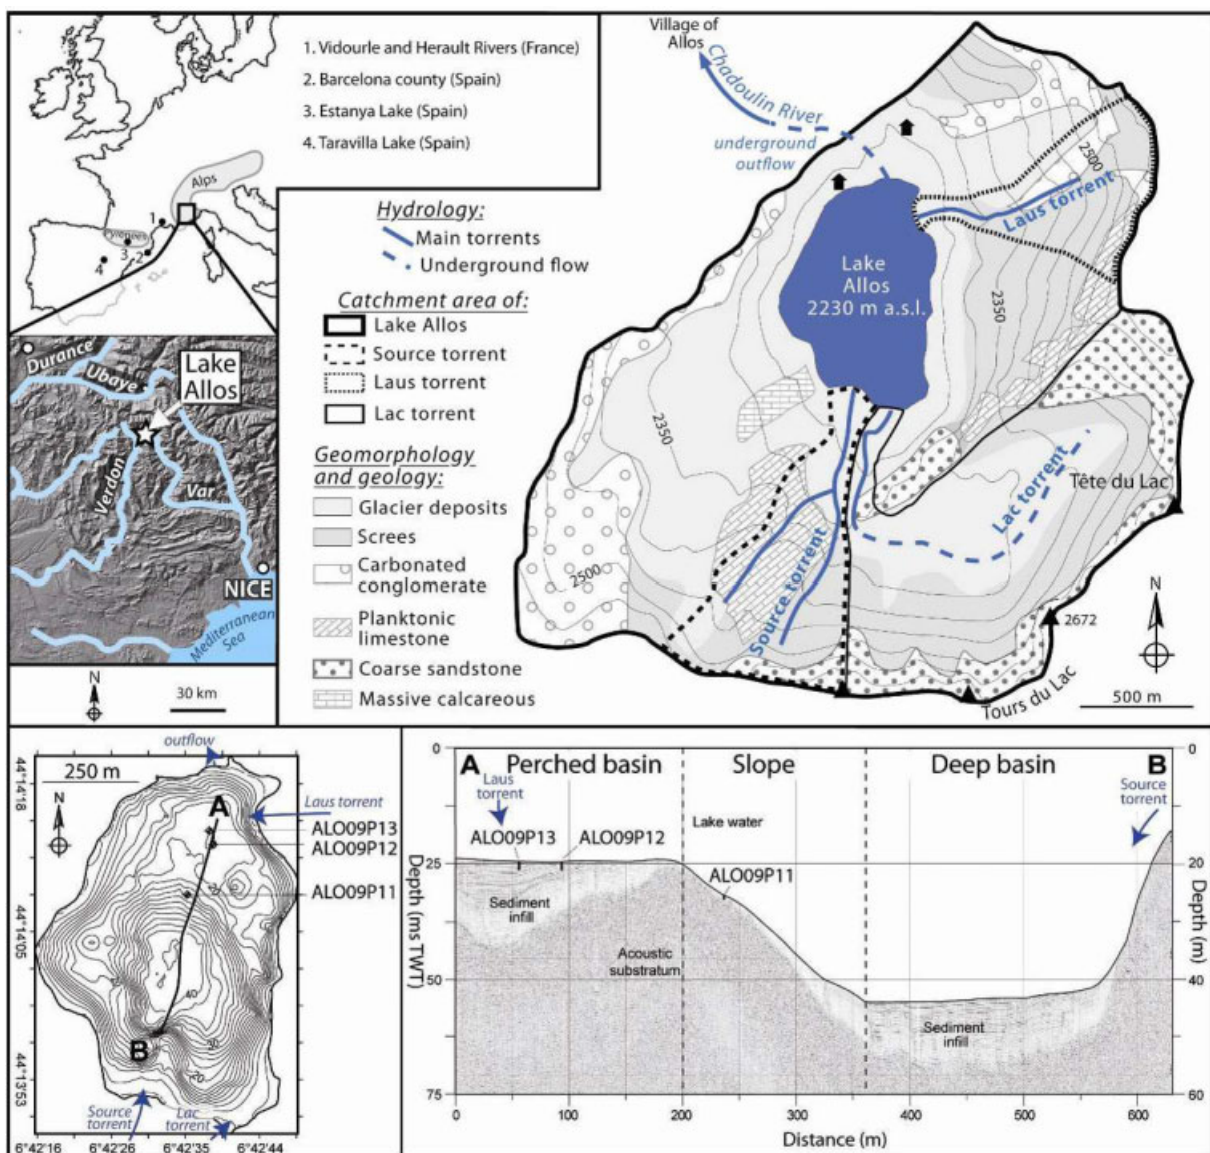 1. Vidourle and Herault Rivers (France)
2. Barcelona county (Spain)
3. Estanya Lake (Spain)
4. Taravilla Lake (Spain)
Alps
Pyrenees
1
2
3
4
Durance
Ubaye
Lake
Allos
Verdon
Var
NICE
Mediterranean
Sea
N
30 km
Hydrology:
Main torrents
Underground flow
Catchment area of:
Lake Allos
Source torrent
Laus torrent
Lac torrent
Geomorphology
and geology:
Glacier deposits
Screes
Carbonated
conglomerate
Planktonic
limestone
Coarse sandstone
Massive calcareous
Village of
Allos
Chadoulin River
underground
outflow
2500
Laus torrent
Lake
Allos
2230 m a.s.l.
2350
2350
Lac torrent
Tête du Lac
2500
Source torrent
2672
Tours du Lac
N
500 m
outflow
250 m
N
A
Laus torrent
ALO09P13
ALO09P12
ALO09P11
20
40
30
20
B
Source
torrent
Lac
torrent
44°14'18
44°14'05
44°13'53
6°42'16
6°42'26
6°42'35
6°42'44
A
Perched basin
Slope
Deep basin
B
Laus
torrent
Source
torrent
Lake water
ALO09P13
ALO09P12
ALO09P11
Sediment
infill
Acoustic
substratum
Sediment
infill
0
25
50
75
Depth (ms TWT)
0
20
40
60
Depth (m)
0
100
200
300
400
500
600
Distance (m)